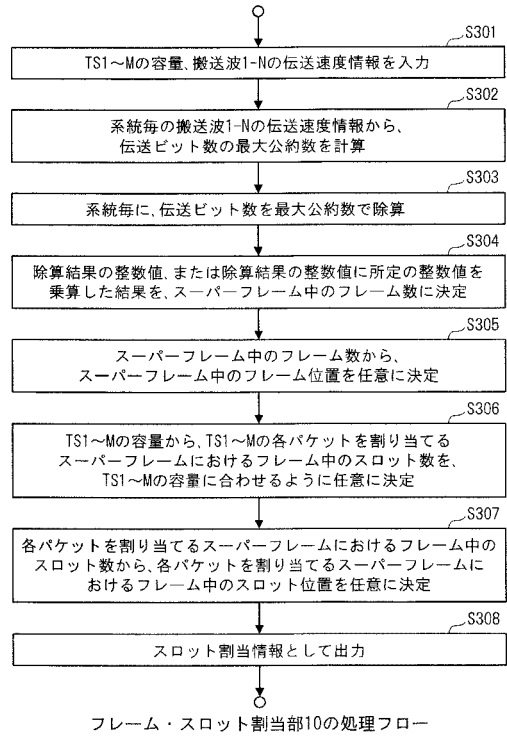 S301
TS1~Mの容量、搬送波1-Nの伝送速度情報を入力
S302
系統毎の搬送波1-Nの伝送速度情報から、
伝送ビット数の最大公約数を計算
S303
系統毎に、伝送ビット数を最大公約数で除算
S304
除算結果の整数値、または除算結果の整数値に所定の整数値を
乗算した結果を、スーパーフレーム中のフレーム数に決定
S305
スーパーフレーム中のフレーム数から、
スーパーフレーム中のフレーム位置を任意に決定
S306
TS1~Mの容量から、TS1~Mの各パケットを割り当てる
スーパーフレームにおけるフレーム中のスロット数を、
TS1~Mの容量に合わせるように任意に決定
S307
各パケットを割り当てるスーパーフレームにおけるフレーム中の
スロット数から、各パケットを割り当てるスーパーフレームに
おけるフレーム中のスロット位置を任意に決定
S308
スロット割当情報として出力
フレーム・スロット割当部10の処理フロー